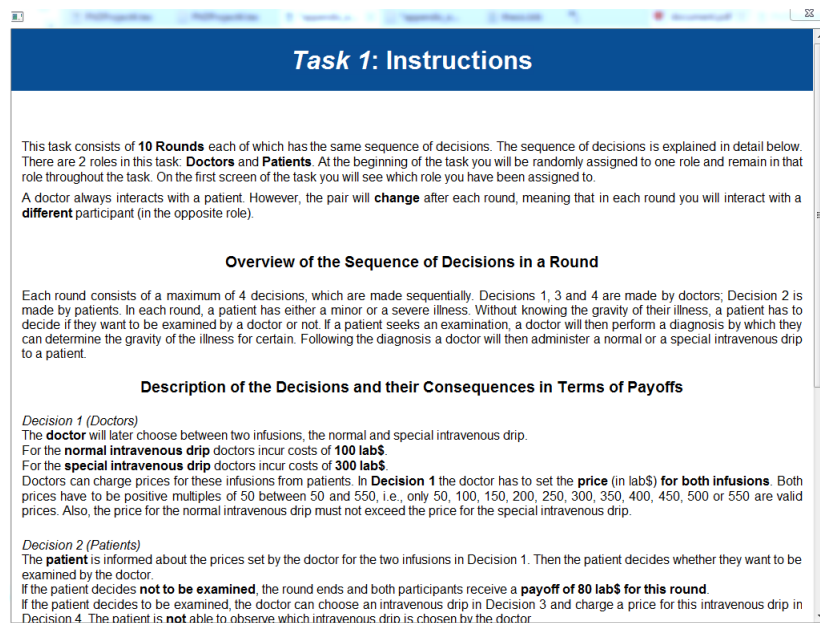 Task 1: Instructions
This task consists of 10 Rounds each of which has the same sequence of decisions. The sequence of decisions is explained in detail below.
There are 2 roles in this task: Doctors and Patients. At the beginning of the task you will be randomly assigned to one role and remain in that
role throughout the task. On the first screen of the task you will see which role you have been assigned to.
A doctor always interacts with a patient. However, the pair will change after each round, meaning that in each round you will interact with a
different participant (in the opposite role).
Overview of the Sequence of Decisions in a Round
Each round consists of a maximum of 4 decisions, which are made sequentially. Decisions 1, 3 and 4 are made by doctors; Decision 2 is
made by patients. In each round, a patient has either a minor or a severe illness. Without knowing the gravity of their illness, a patient has to
decide if they want to be examined by a doctor or not. If a patient seeks an examination, a doctor will then perform a diagnosis by which they
can determine the gravity of the illness for certain. Following the diagnosis a doctor will then administer a normal or a special intravenous drip
to a patient.
Description of the Decisions and their Consequences in Terms of Payoffs
Decision 1 (Doctors)
The doctor will later choose between two infusions, the normal and special intravenous drip.
For the normal intravenous drip doctors incur costs of 100 lab$.
For the special intravenous drip doctors incur costs of 300 lab$.
Doctors can charge prices for these infusions from patients. In Decision 1 the doctor has to set the price (in lab$) for both infusions. Both
prices have to be positive multiples of 50 between 50 and 550, i.e., only 50, 100, 150, 200, 250, 300, 350, 400, 450, 500 or 550 are valid
prices. Also, the price for the normal intravenous drip must not exceed the price for the special intravenous drip.
Decision 2 (Patients)
The patient is informed about the prices set by the doctor for the two infusions in Decision 1. Then the patient decides whether they want to be
examined by the doctor.
If the patient decides not to be examined, the round ends and both participants receive a payoff of 80 lab$ for this round.
If the patient decides to be examined, the doctor can choose an intravenous drip in Decision 3 and charge a price for this intravenous drip in
Decision 4. The patient is not able to observe which intravenous drip is chosen by the doctor